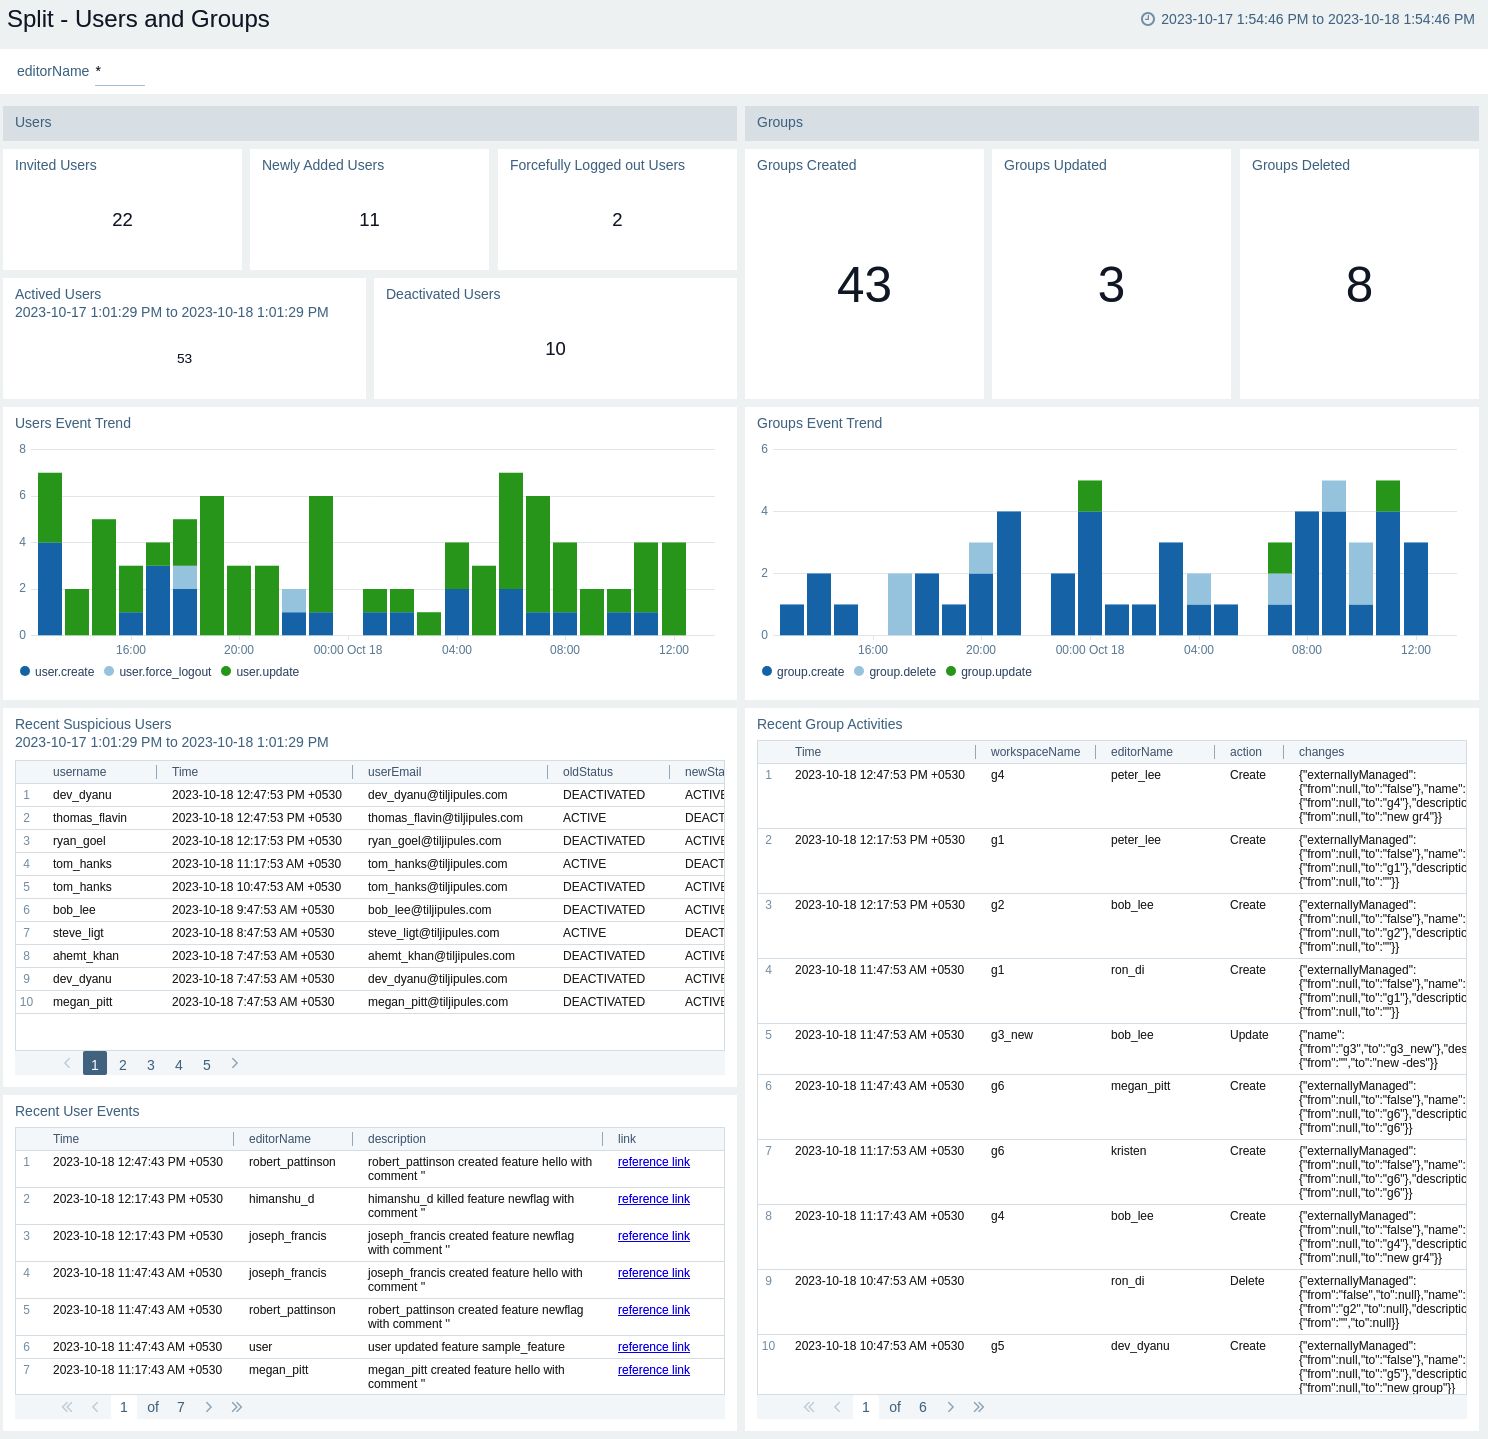 Split - Users and Groups
2023-10-17 1:54:46 PM to 2023-10-18 1:54:46 PM
editorName *
Users
Invited Users
22
Newly Added Users
11
Forcefully Logged out Users
2
Actived Users
2023-10-17 1:01:29 PM to 2023-10-18 1:01:29 PM
53
Deactivated Users
10
Groups
Groups Created
43
Groups Updated
3
Groups Deleted
8
Users Event Trend
8
6
4
2
0
16:00 20:00 00:00 Oct 18 04:00 08:00 12:00
user.create user.force_logout user.update
Groups Event Trend
6
4
2
0
16:00 20:00 00:00 Oct 18 04:00 08:00 12:00
group.create group.delete group.update
Recent Suspicious Users
2023-10-17 1:01:29 PM to 2023-10-18 1:01:29 PM
username Time userEmail oldStatus newSta
1 dev_dyanu 2023-10-18 12:47:53 PM +0530 dev_dyanu@tiljipules.com DEACTIVATED ACTIVE
2 thomas_flavin 2023-10-18 12:47:53 PM +0530 thomas_flavin@tiljipules.com ACTIVE DEACT
3 ryan_goel 2023-10-18 12:17:53 PM +0530 ryan_goel@tiljipules.com DEACTIVATED ACTIVE
4 tom_hanks 2023-10-18 11:17:53 AM +0530 tom_hanks@tiljipules.com ACTIVE DEACT
5 tom_hanks 2023-10-18 10:47:53 AM +0530 tom_hanks@tiljipules.com DEACTIVATED ACTIVE
6 bob_lee 2023-10-18 9:47:53 AM +0530 bob_lee@tiljipules.com DEACTIVATED ACTIVE
7 steve_ligt 2023-10-18 8:47:53 AM +0530 steve_ligt@tiljipules.com ACTIVE DEACT
8 ahemt_khan 2023-10-18 7:47:53 AM +0530 ahemt_khan@tiljipules.com DEACTIVATED ACTIVE
9 dev_dyanu 2023-10-18 7:47:53 AM +0530 dev_dyanu@tiljipules.com DEACTIVATED ACTIVE
10 megan_pitt 2023-10-18 7:47:53 AM +0530 megan_pitt@tiljipules.com DEACTIVATED ACTIVE
1 2 3 4 5
Recent User Events
Time editorName description link
1 2023-10-18 12:47:43 PM +0530 robert_pattinson robert_pattinson created feature hello with reference link
comment ''
2 2023-10-18 12:17:43 PM +0530 himanshu_d himanshu_d killed feature newflag with reference link
comment ''
3 2023-10-18 12:17:43 PM +0530 joseph_francis joseph_francis created feature newflag reference link
with comment ''
4 2023-10-18 11:47:43 AM +0530 joseph_francis joseph_francis created feature hello with reference link
comment ''
5 2023-10-18 11:47:43 AM +0530 robert_pattinson robert_pattinson created feature newflag reference link
with comment ''
6 2023-10-18 11:47:43 AM +0530 user user updated feature sample_feature reference link
7 2023-10-18 11:17:43 AM +0530 megan_pitt megan_pitt created feature hello with reference link
comment ''
1 of 7
Recent Group Activities
Time workspaceName editorName action changes
1 2023-10-18 12:47:53 PM +0530 g4 peter_lee Create {"externallyManaged":
{"from":null,"to":"false"},"name":
{"from":null,"to":"g4"},"descriptio
{"from":null,"to":"new gr4"}}
2 2023-10-18 12:17:53 PM +0530 g1 peter_lee Create {"externallyManaged":
{"from":null,"to":"false"},"name":
{"from":null,"to":"g1"},"descriptio
{"from":null,"to":""}}
3 2023-10-18 12:17:53 PM +0530 g2 bob_lee Create {"externallyManaged":
{"from":null,"to":"false"},"name":
{"from":null,"to":"g2"},"descriptio
{"from":null,"to":""}}
4 2023-10-18 11:47:53 AM +0530 g1 ron_di Create {"externallyManaged":
{"from":null,"to":"false"},"name":
{"from":null,"to":"g1"},"descriptio
{"from":null,"to":""}}
5 2023-10-18 11:47:53 AM +0530 g3_new bob_lee Update {"name":
{"from":"g3","to":"g3_new"},"des
{"from":"","to":"new -des"}}
6 2023-10-18 11:47:43 AM +0530 g6 megan_pitt Create {"externallyManaged":
{"from":null,"to":"false"},"name":
{"from":null,"to":"g6"},"descriptio
{"from":null,"to":"g6"}}
7 2023-10-18 11:17:53 AM +0530 g6 kristen Create {"externallyManaged":
{"from":null,"to":"false"},"name":
{"from":null,"to":"g6"},"descriptio
{"from":null,"to":"g6"}}
8 2023-10-18 11:17:43 AM +0530 g4 bob_lee Create {"externallyManaged":
{"from":null,"to":"false"},"name":
{"from":null,"to":"g4"},"descriptio
{"from":null,"to":"new gr4"}}
9 2023-10-18 10:47:53 AM +0530 ron_di Delete {"externallyManaged":
{"from":"false","to":null},"name":
{"from":"g2","to":null},"descriptio
{"from":"","to":null}}
10 2023-10-18 10:47:53 AM +0530 g5 dev_dyanu Create {"externallyManaged":
{"from":null,"to":"false"},"name":
{"from":null,"to":"g5"},"descriptio
{"from":null,"to":"new group"}}
1 of 6